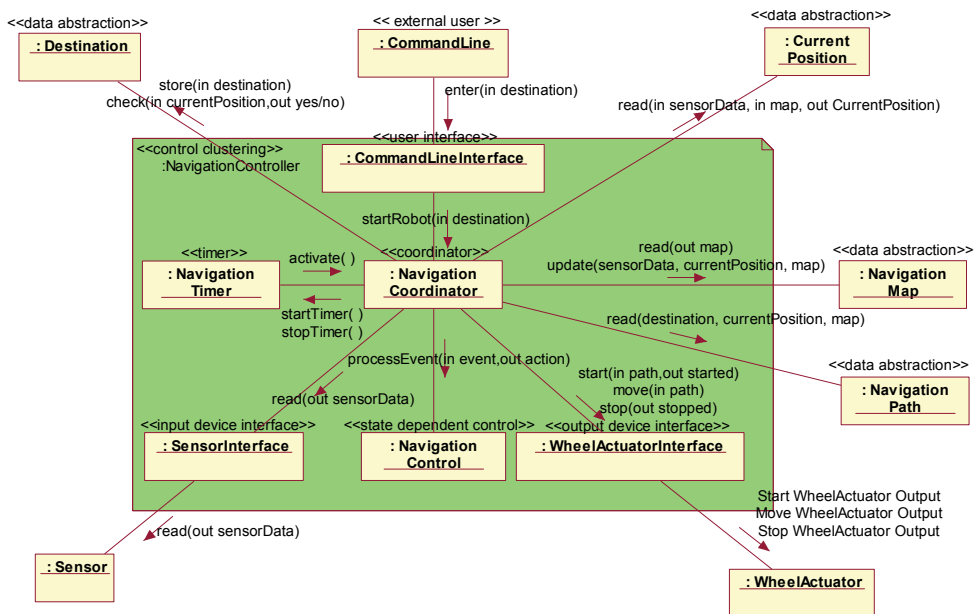 <<data abstraction>>
: Destination
<< external user >>
: CommandLine
<<data abstraction>>
: Current
Position
store(in destination)
check(in currentPosition,out yes/no)
enter(in destination)
read(in sensorData, in map, out CurrentPosition)
<<control clustering>>
:NavigationController
<<user interface>>
: CommandLineInterface
startRobot(in destination)
<<timer>>
: Navigation
Timer
activate( )
startTimer( )
stopTimer( )
<<coordinator>>
: Navigation
Coordinator
read(out map)
update(sensorData, currentPosition, map)
<<data abstraction>>
: Navigation
Map
read(destination, currentPosition, map)
<<data abstraction>>
: Navigation
Path
processEvent(in event,out action)
read(out sensorData)
start(in path,out started)
move(in path)
stop(out stopped)
<<input device interface>>
: SensorInterface
<<state dependent control>>
: Navigation
Control
<<output device interface>>
: WheelActuatorInterface
read(out sensorData)
: Sensor
Start WheelActuator Output
Move WheelActuator Output
Stop WheelActuator Output
: WheelActuator